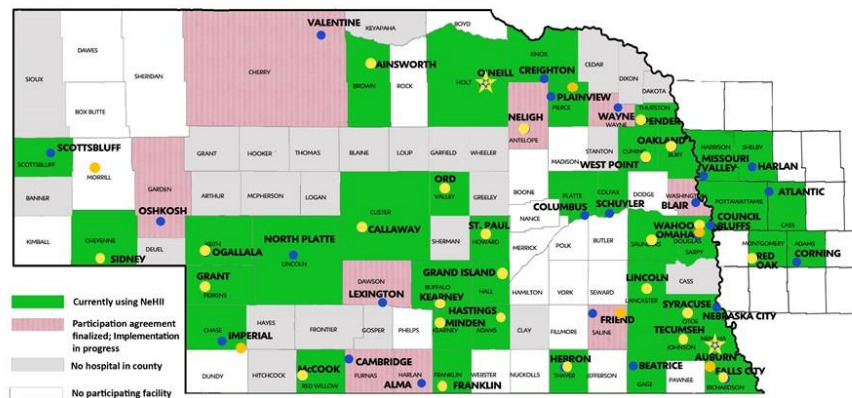 BOYD
KEYAPAHA
VALENTINE
KNOX
DAWES
CEDAR
SIOUX
SHERIDAN
CHERRY
AINSWORTH
O'NEILL
CREIGHTON
DIXON
BROWN
ROCK
HOLT
DAKOTA
BOX BUTTE
PLAINVIEW
PIERCE
WAYNE
WAYNE
THURSTON
PENDER
NELIGH
ANTELOPE
SCOTTSBLUFF
SCOTTSBLUFF
MORRILL
GARDEN
GRANT
HOOKER
THOMAS
BLAINE
LOUP
GARFIELD
WHEELER
MADISON
STANTON
CUMING
OAKLAND
BURT
WEST POINT
HARRISON
SHELBY
MISSOURI
VALLEY
HARLAN
BANNER
OSHKOSH
ARTHUR
MCPHERSON
LOGAN
ORD
VALLEY
GREELEY
BOONE
PLATTE
COLFAX
DODGE
WASHINGTON
BLAIR
POTTAWATTAMIE
ATLANTIC
CASS
NANCE
COLUMBUS
SCHUYLER
CUSTER
CALLAWAY
KIMBALL
CHEYENNE
SIDNEY
DEUEL
KEITH
OGALLALA
NORTH PLATTE
LINCOLN
SHERMAN
ST. PAUL
HOWARD
MERRICK
POLK
BUTLER
WAHOO
SAUNDERS
OMAHA
DOUGLAS
SARPY
COUNCIL
BLUFFS
MONTGOMERY
ADAMS
RED
OAK
CORNING
GRANT
PERKINS
DAWSON
LEXINGTON
BUFFALO
KEARNEY
GRAND ISLAND
HALL
HAMILTON
YORK
SEWARD
LINCOLN
LANCASTER
CASS
SYRACUSE
OTOE
NEBRASKA CITY
Currently using NeHII
Participation agreement
finalized; Implementation
in progress
No hospital in county
No participating facility
CHASE
IMPERIAL
HAYES
FRONTIER
GOSPER
PHELPS
MINDEN
KEARNEY
HASTINGS
ADAMS
CLAY
FILLMORE
FRIEND
SALINE
TECUMSEH
JOHNSON
NEMAHA
AUBURN
DUNDY
HITCHCOCK
McCOOK
RED WILLOW
CAMBRIDGE
FURNAS
HARLAN
ALMA
FRANKLIN
FRANKLIN
WEBSTER
NUCKOLLS
HEBRON
THAYER
JEFFERSON
BEATRICE
GAGE
PAWNEE
FALLS CITY
RICHARDSON